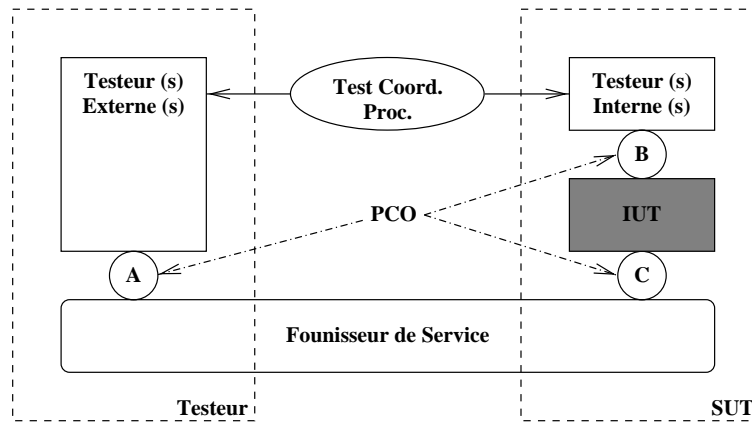 Testeur (s)
Externe (s)
Test Coord.
Proc.
Testeur (s)
Interne (s)
B
PCO
IUT
A
C
Founisseur de Service
Testeur
SUT